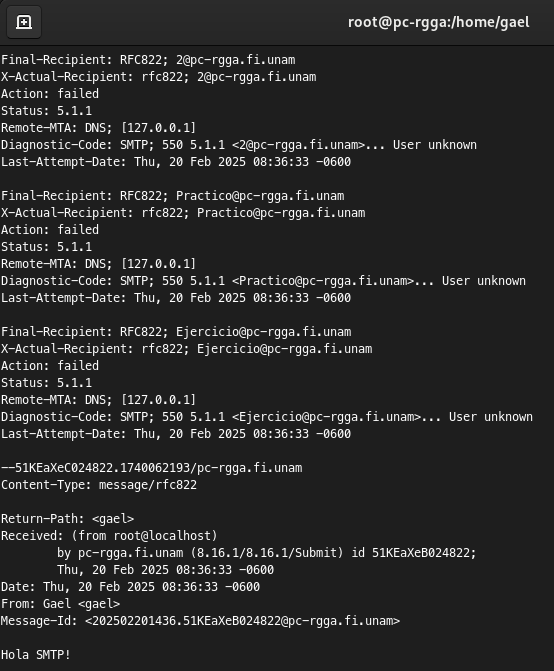 root@pc-rgga:/home/gael
Final-Recipient: RFC822; 2@pc-rgga.fi.unam
X-Actual-Recipient: rfc822; 2@pc-rgga.fi.unam
Action: failed
Status: 5.1.1
Remote-MTA: DNS; [127.0.0.1]
Diagnostic-Code: SMTP; 550 5.1.1 <2@pc-rgga.fi.unam>... User unknown
Last-Attempt-Date: Thu, 20 Feb 2025 08:36:33 -0600

Final-Recipient: RFC822; Practico@pc-rgga.fi.unam
X-Actual-Recipient: rfc822; Practico@pc-rgga.fi.unam
Action: failed
Status: 5.1.1
Remote-MTA: DNS; [127.0.0.1]
Diagnostic-Code: SMTP; 550 5.1.1 <Practico@pc-rgga.fi.unam>... User unknown
Last-Attempt-Date: Thu, 20 Feb 2025 08:36:33 -0600

Final-Recipient: RFC822; Ejercicio@pc-rgga.fi.unam
X-Actual-Recipient: rfc822; Ejercicio@pc-rgga.fi.unam
Action: failed
Status: 5.1.1
Remote-MTA: DNS; [127.0.0.1]
Diagnostic-Code: SMTP; 550 5.1.1 <Ejercicio@pc-rgga.fi.unam>... User unknown
Last-Attempt-Date: Thu, 20 Feb 2025 08:36:33 -0600

--51KEaXeC024822.1740062193/pc-rgga.fi.unam
Content-Type: message/rfc822

Return-Path: <gael>
Received: (from root@localhost)
        by pc-rgga.fi.unam (8.16.1/8.16.1/Submit) id 51KEaXeB024822;
        Thu, 20 Feb 2025 08:36:33 -0600
Date: Thu, 20 Feb 2025 08:36:33 -0600
From: Gael <gael>
Message-Id: <202502201436.51KEaXeB024822@pc-rgga.fi.unam>

Hola SMTP!